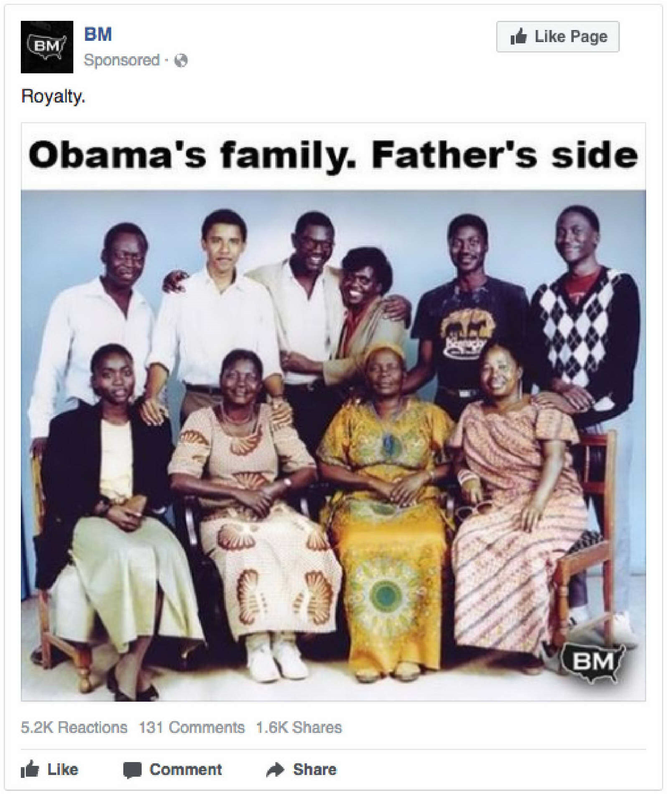 BM
BM
Like Page
Sponsored ·
Royalty.
Obama's family. Father's side
Kentucky
BM
5.2K Reactions 131 Comments 1.6K Shares
Like Comment Share